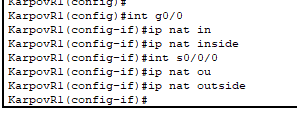 KarpovR1(config)#
KarpovR1(config)#int g0/0
KarpovR1(config-if)#ip nat in
KarpovR1(config-if)#ip nat inside
KarpovR1(config-if)#int s0/0/0
KarpovR1(config-if)#ip nat ou
KarpovR1(config-if)#ip nat outside
KarpovR1(config-if)#